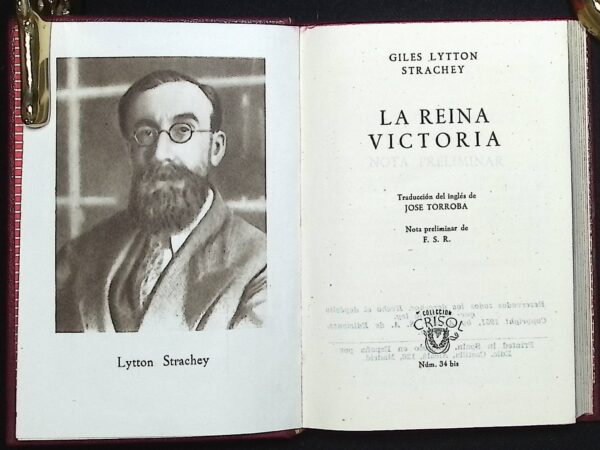 Lytton Strachey
GILES LYTTON
STRACHEY
LA REINA
VICTORIA
NOTA PRELIMINAR
Traducción del inglés de
JOSE TORROBA
Nota preliminar de
F. S. R.
COLECCION
CRISOL
Núm. 34 bis